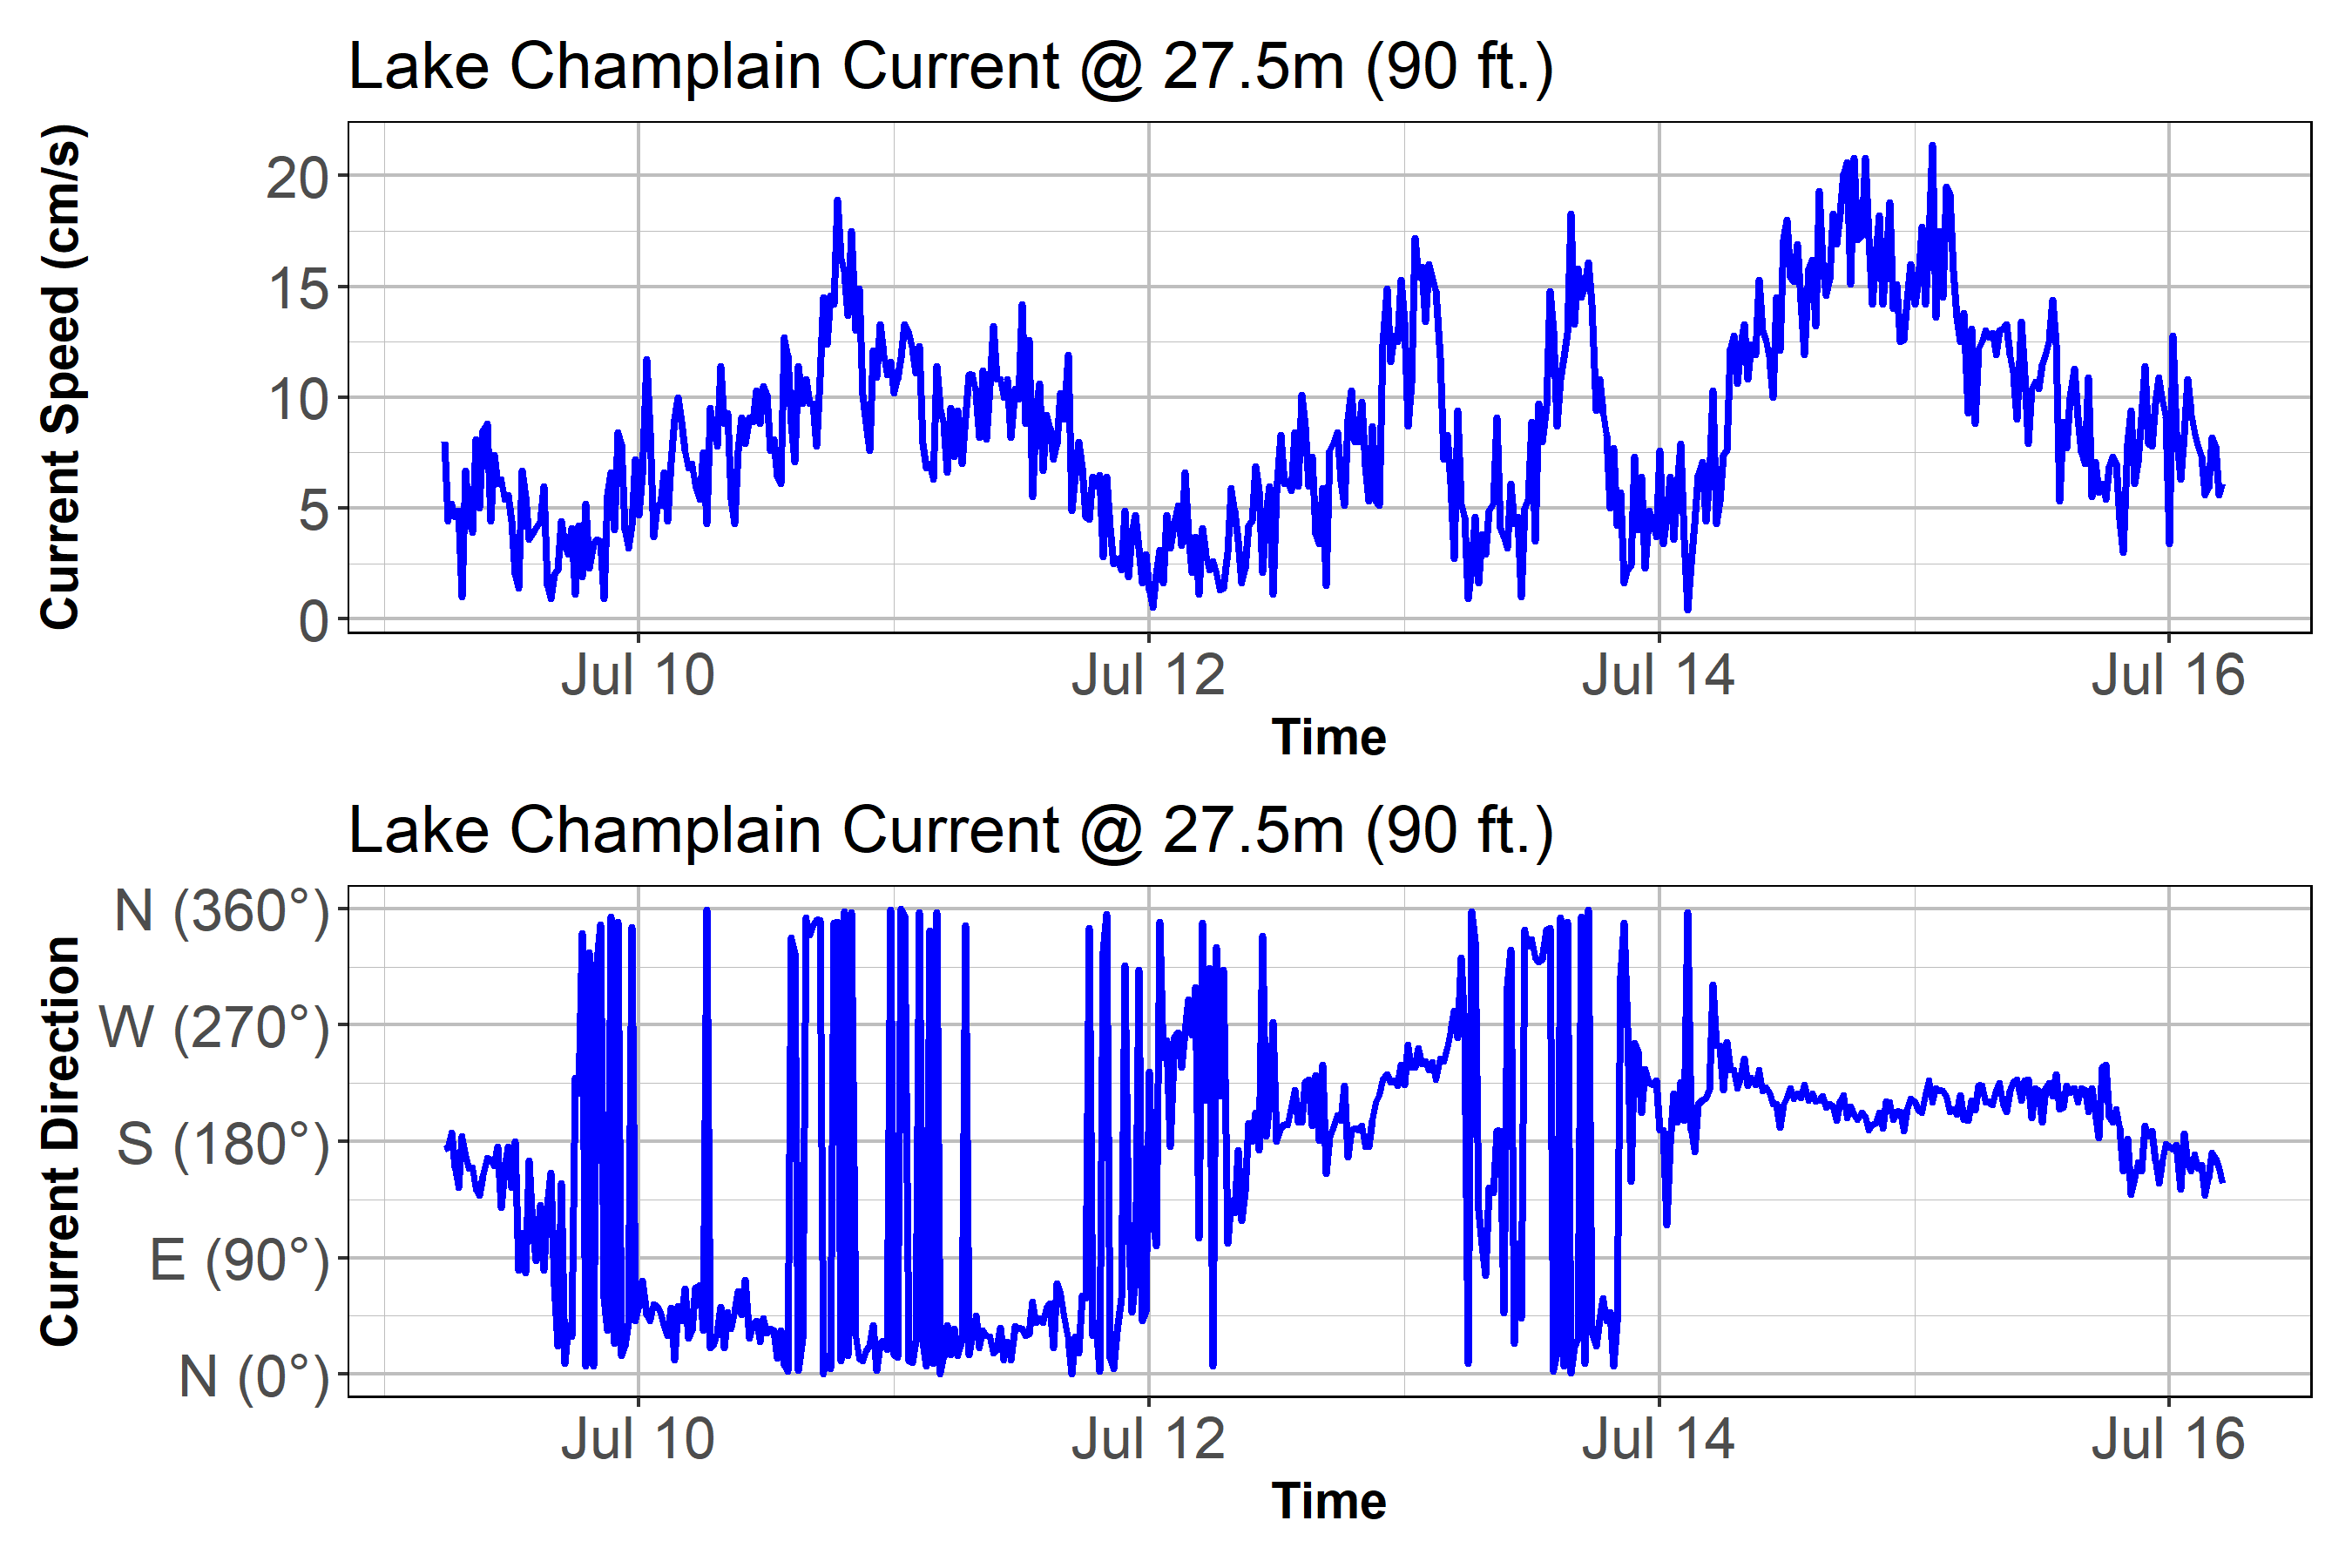 Lake Champlain Current @ 27.5m (90 ft.)
Current Speed (cm/s)
20
15
10
5
0
Jul 10 Jul 12 Jul 14 Jul 16
Time
Lake Champlain Current @ 27.5m (90 ft.)
Current Direction
N (360°)
W (270°)
S (180°)
E (90°)
N (0°)
Jul 10 Jul 12 Jul 14 Jul 16
Time